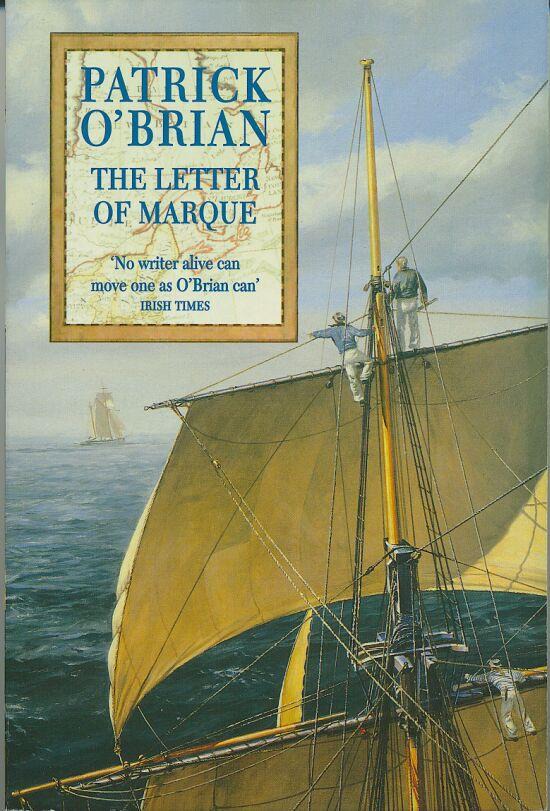 PATRICK
O'BRIAN
THE LETTER
OF MARQUE
'No writer alive can
move one as O'Brian can'
IRISH TIMES